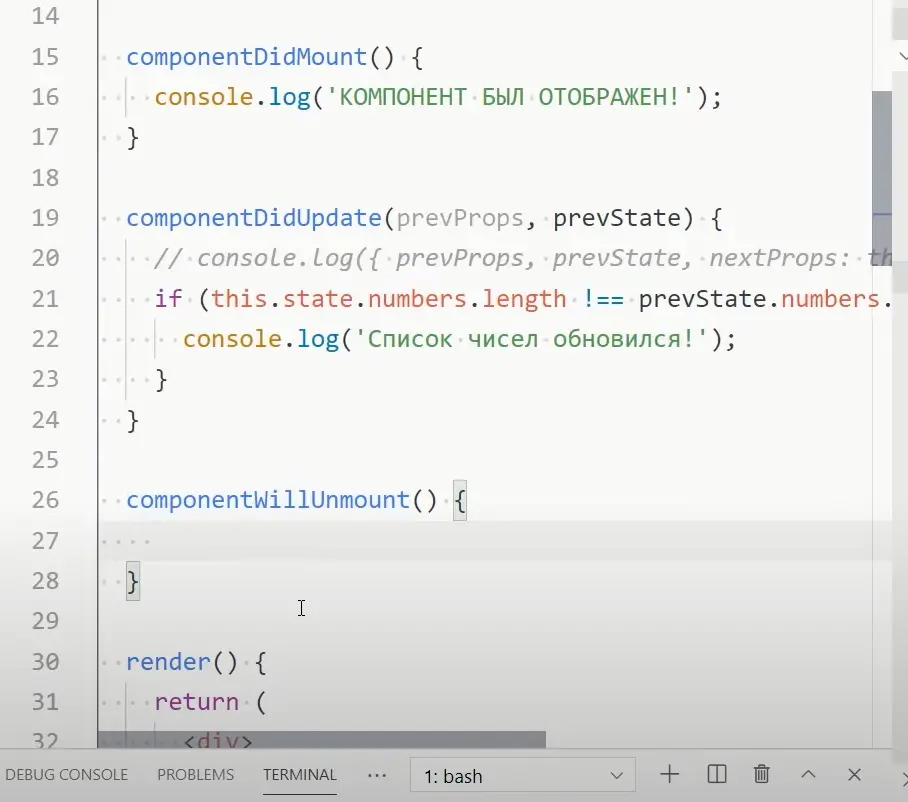 14
15 componentDidMount() {
16 console.log('КОМПОНЕНТ БЫЛ ОТОБРАЖЕН!');
17 }
18
19 componentDidUpdate(prevProps, prevState) {
20 // console.log({ prevProps, prevState, nextProps: th
21 if (this.state.numbers.length !== prevState.numbers.
22 console.log('Список чисел обновился!');
23 }
24 }
25
26 componentWillUnmount() {
27
28 }
29
30 render() {
31 return (
32 <div>
DEBUG CONSOLE PROBLEMS TERMINAL ··· 1: bash